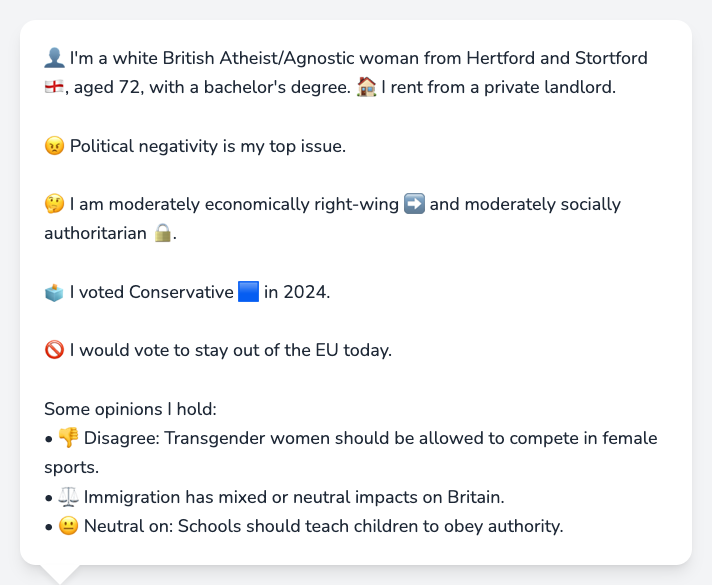 👤 I'm a white British Atheist/Agnostic woman from Hertford and Stortford
🏴󠁧󠁢󠁥󠁮󠁧󠁿, aged 72, with a bachelor's degree. 🏠 I rent from a private landlord.
😠 Political negativity is my top issue.
🤔 I am moderately economically right-wing ➡️ and moderately socially
authoritarian 🔒.
🗳️ I voted Conservative 🟦 in 2024.
🚫 I would vote to stay out of the EU today.
Some opinions I hold:
• 👎 Disagree: Transgender women should be allowed to compete in female
sports.
• ⚖️ Immigration has mixed or neutral impacts on Britain.
• 😐 Neutral on: Schools should teach children to obey authority.